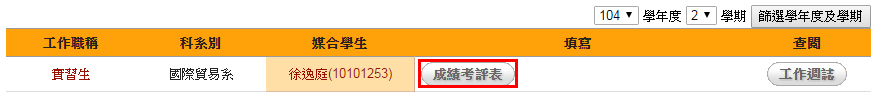 104 學年度 2 學期 篩選學年度及學期
工作職稱 科系別 媒合學生 填寫 查閱
實習生 國際貿易系 徐逸庭(10101253) 成績考評表 工作週誌